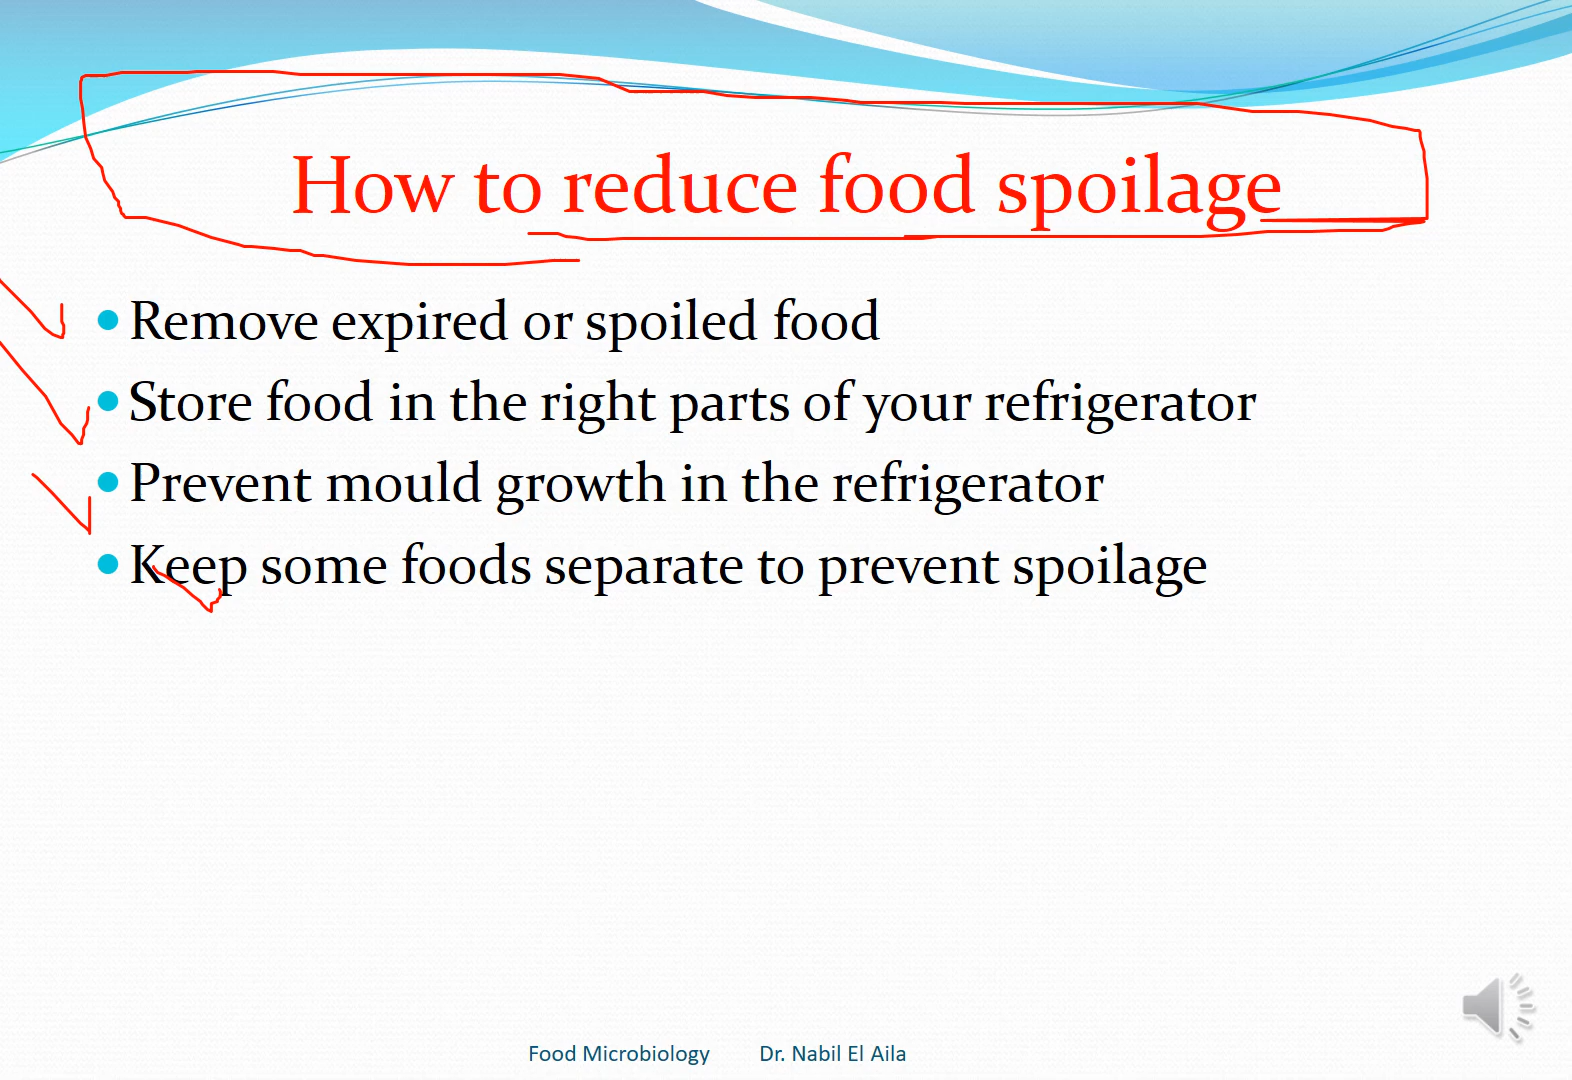 How to reduce food spoilage
Remove expired or spoiled food
Store food in the right parts of your refrigerator
Prevent mould growth in the refrigerator
Keep some foods separate to prevent spoilage
Food Microbiology Dr. Nabil El Aila